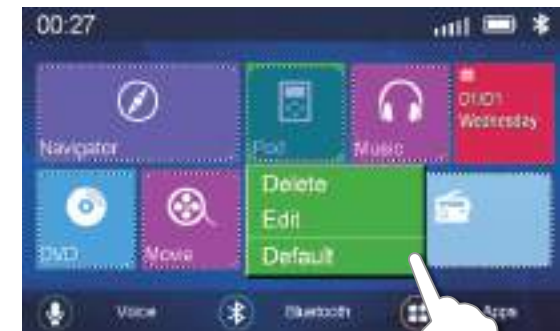 00:27
Navigator
iPod
Music
01/01
Wednesday
Delete
Edit
Default
DVD
Movie
Voice
Bluetooth
Apps